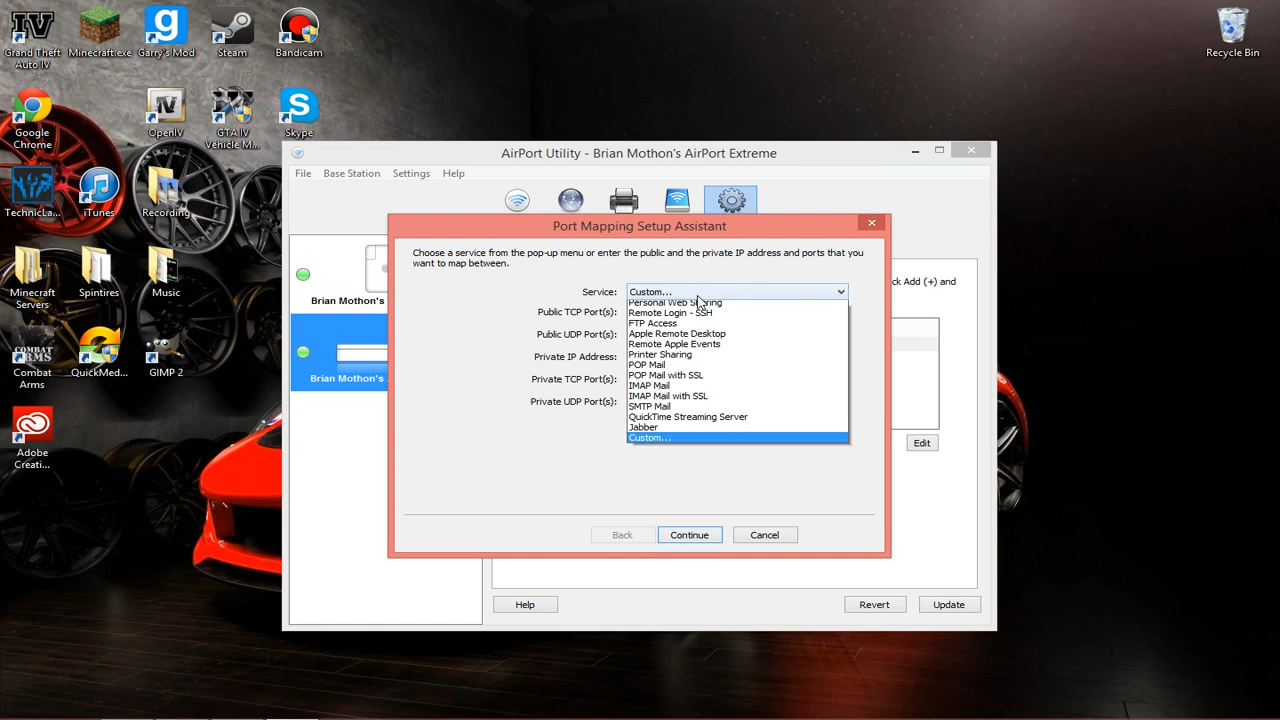 Grand Theft
Auto IV
Minecraft.exe
Garry's Mod
Steam
Bandicam
Recycle Bin
Google
Chrome
OpenIV
GTA IV
Vehicle M...
Skype
TechnicLa...
iTunes
Recording
Minecraft
Servers
Spintires
Music
Combat
Arms
QuickMed...
GIMP 2
Adobe
Creati...
AirPort Utility - Brian Mothon's AirPort Extreme
File Base Station Settings Help
Brian Mothon's
Brian Mothon's
ck Add (+) and
Edit
Help
Revert
Update
Port Mapping Setup Assistant
Choose a service from the pop-up menu or enter the public and the private IP address and ports that you
want to map between.
Service: Custom...
Public TCP Port(s):
Public UDP Port(s):
Private IP Address:
Private TCP Port(s):
Private UDP Port(s):
Personal Web Sharing
Remote Login - SSH
FTP Access
Apple Remote Desktop
Remote Apple Events
Printer Sharing
POP Mail
POP Mail with SSL
IMAP Mail
IMAP Mail with SSL
SMTP Mail
QuickTime Streaming Server
Jabber
Custom...
Back
Continue
Cancel